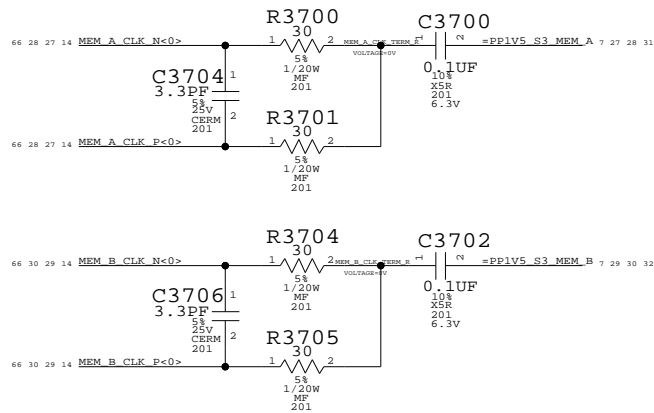 R3700
C3700
66 28 27 14 MEM_A_CLK_N<0>
30
1 2
MEM_A_CLK_TERM_R
VOLTAGE=0V
1 2
=PP1V5_S3_MEM_A 7 27 28 31
5%
1/20W
MF
201
0.1UF
10%
X5R
201
6.3V
C3704
3.3PF
5%
25V
CERM
201
1
2
R3701
30
66 28 27 14 MEM_A_CLK_P<0>
1 2
5%
1/20W
MF
201
R3704
C3702
66 30 29 14 MEM_B_CLK_N<0>
30
1 2
MEM_B_CLK_TERM_R
VOLTAGE=0V
1 2
=PP1V5_S3_MEM_B 7 29 30 32
5%
1/20W
MF
201
0.1UF
10%
X5R
201
6.3V
C3706
3.3PF
5%
25V
CERM
201
1
2
R3705
30
66 30 29 14 MEM_B_CLK_P<0>
1 2
5%
1/20W
MF
201